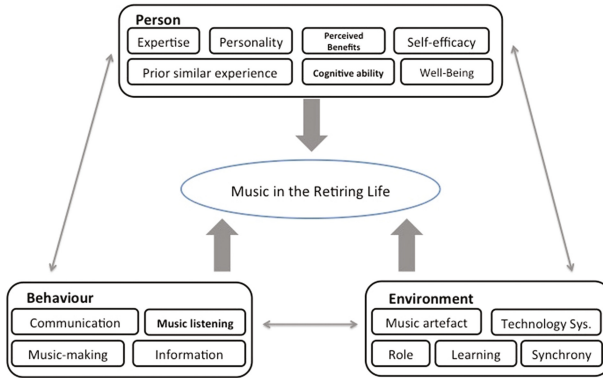 Person
Expertise
Personality
Perceived
Benefits
Self-efficacy
Prior similar experience
Cognitive ability
Well-Being
Music in the Retiring Life
Behaviour
Communication
Music listening
Music-making
Information
Environment
Music artefact
Technology Sys.
Role
Learning
Synchrony